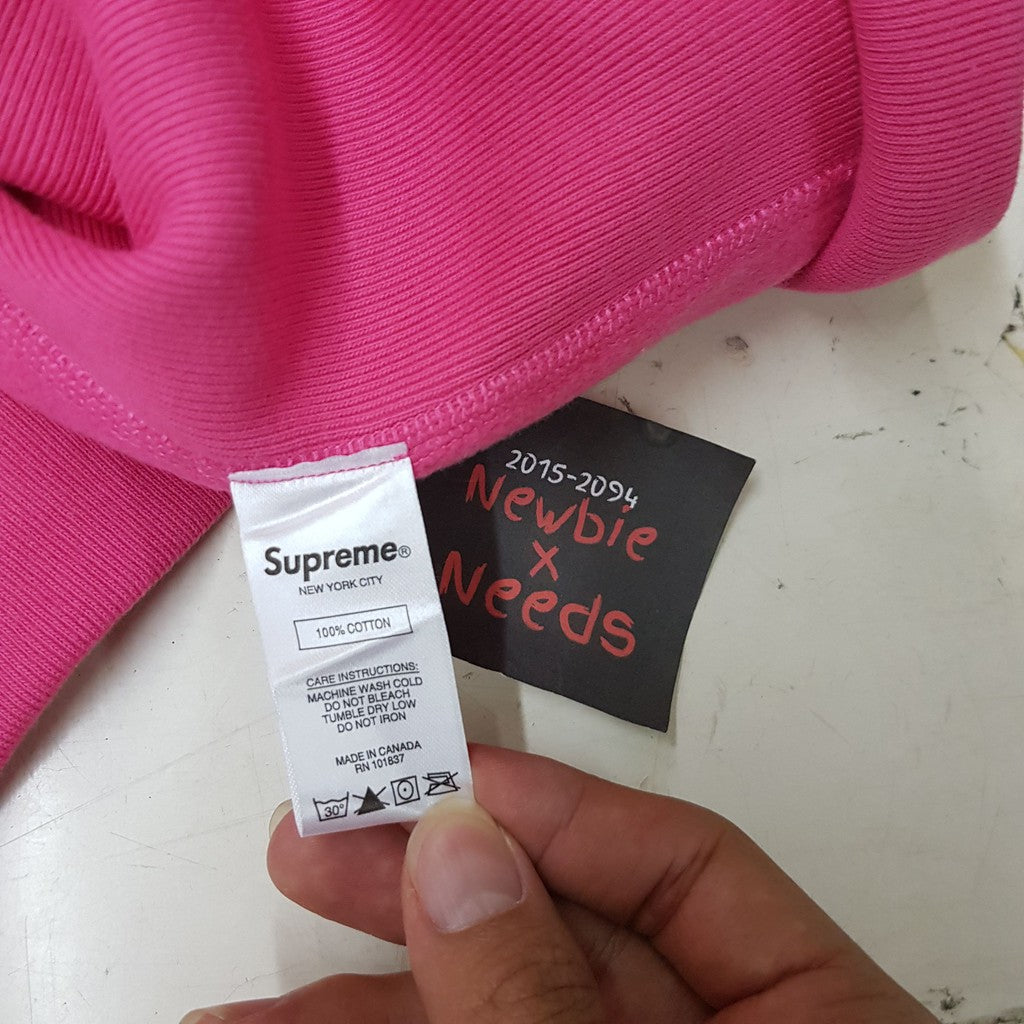 Supreme®
NEW YORK CITY
100% COTTON
CARE INSTRUCTIONS:
MACHINE WASH COLD
DO NOT BLEACH
TUMBLE DRY LOW
DO NOT IRON
MADE IN CANADA
RN 101837
30°
2015-2094
Newbie
x
Needs